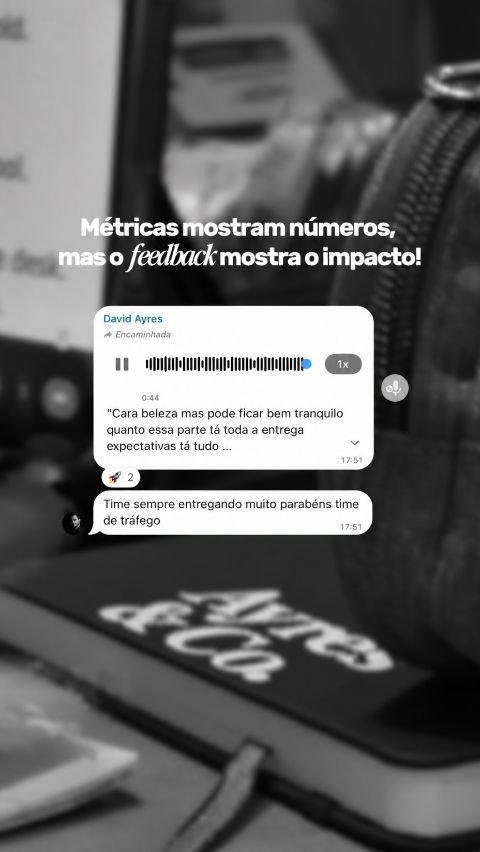 Métricas mostram números,
mas o feedback mostra o impacto!
David Ayres
Encaminhada
1x
0:44
"Cara beleza mas pode ficar bem tranquilo
quanto essa parte tá toda a entrega
expectativas tá tudo ...
17:51
2
Time sempre entregando muito parabéns time
de tráfego
17:51
Ayres
& Co.